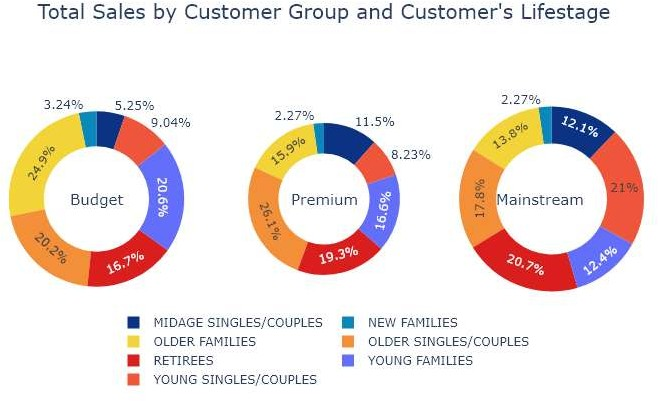 Total Sales by Customer Group and Customer's Lifestage
3.24%
5.25%
9.04%
24.9%
20.6%
Budget
20.2%
16.7%
2.27%
11.5%
8.23%
15.9%
16.6%
Premium
26.1%
19.3%
2.27%
12.1%
13.8%
21%
Mainstream
17.8%
12.4%
20.7%
MIDAGE SINGLES/COUPLES
NEW FAMILIES
OLDER FAMILIES
OLDER SINGLES/COUPLES
RETIREES
YOUNG FAMILIES
YOUNG SINGLES/COUPLES